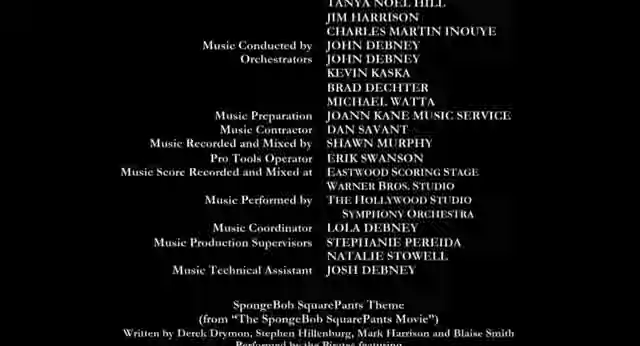 TANYA NOEL HILL
JIM HARRISON
CHARLES MARTIN INOUYE
Music Conducted by JOHN DEBNEY
Orchestrators JOHN DEBNEY
KEVIN KASKA
BRAD DECHTER
MICHAEL WATTA
Music Preparation JOANN KANE MUSIC SERVICE
Music Contractor DAN SAVANT
Music Recorded and Mixed by SHAWN MURPHY
Pro Tools Operator ERIK SWANSON
Music Score Recorded and Mixed at EASTWOOD SCORING STAGE
WARNER BROS. STUDIO
Music Performed by THE HOLLYWOOD STUDIO
SYMPHONY ORCHESTRA
Music Coordinator LOLA DEBNEY
Music Production Supervisors STEPHANIE PEREIDA
NATALIE STOWELL
Music Technical Assistant JOSH DEBNEY
SpongeBob SquarePants Theme
(from “The SpongeBob SquarePants Movie”)
Written by Derek Drymon, Stephen Hillenburg, Mark Harrison and Blaise Smith
Performed by the Pirates featuring